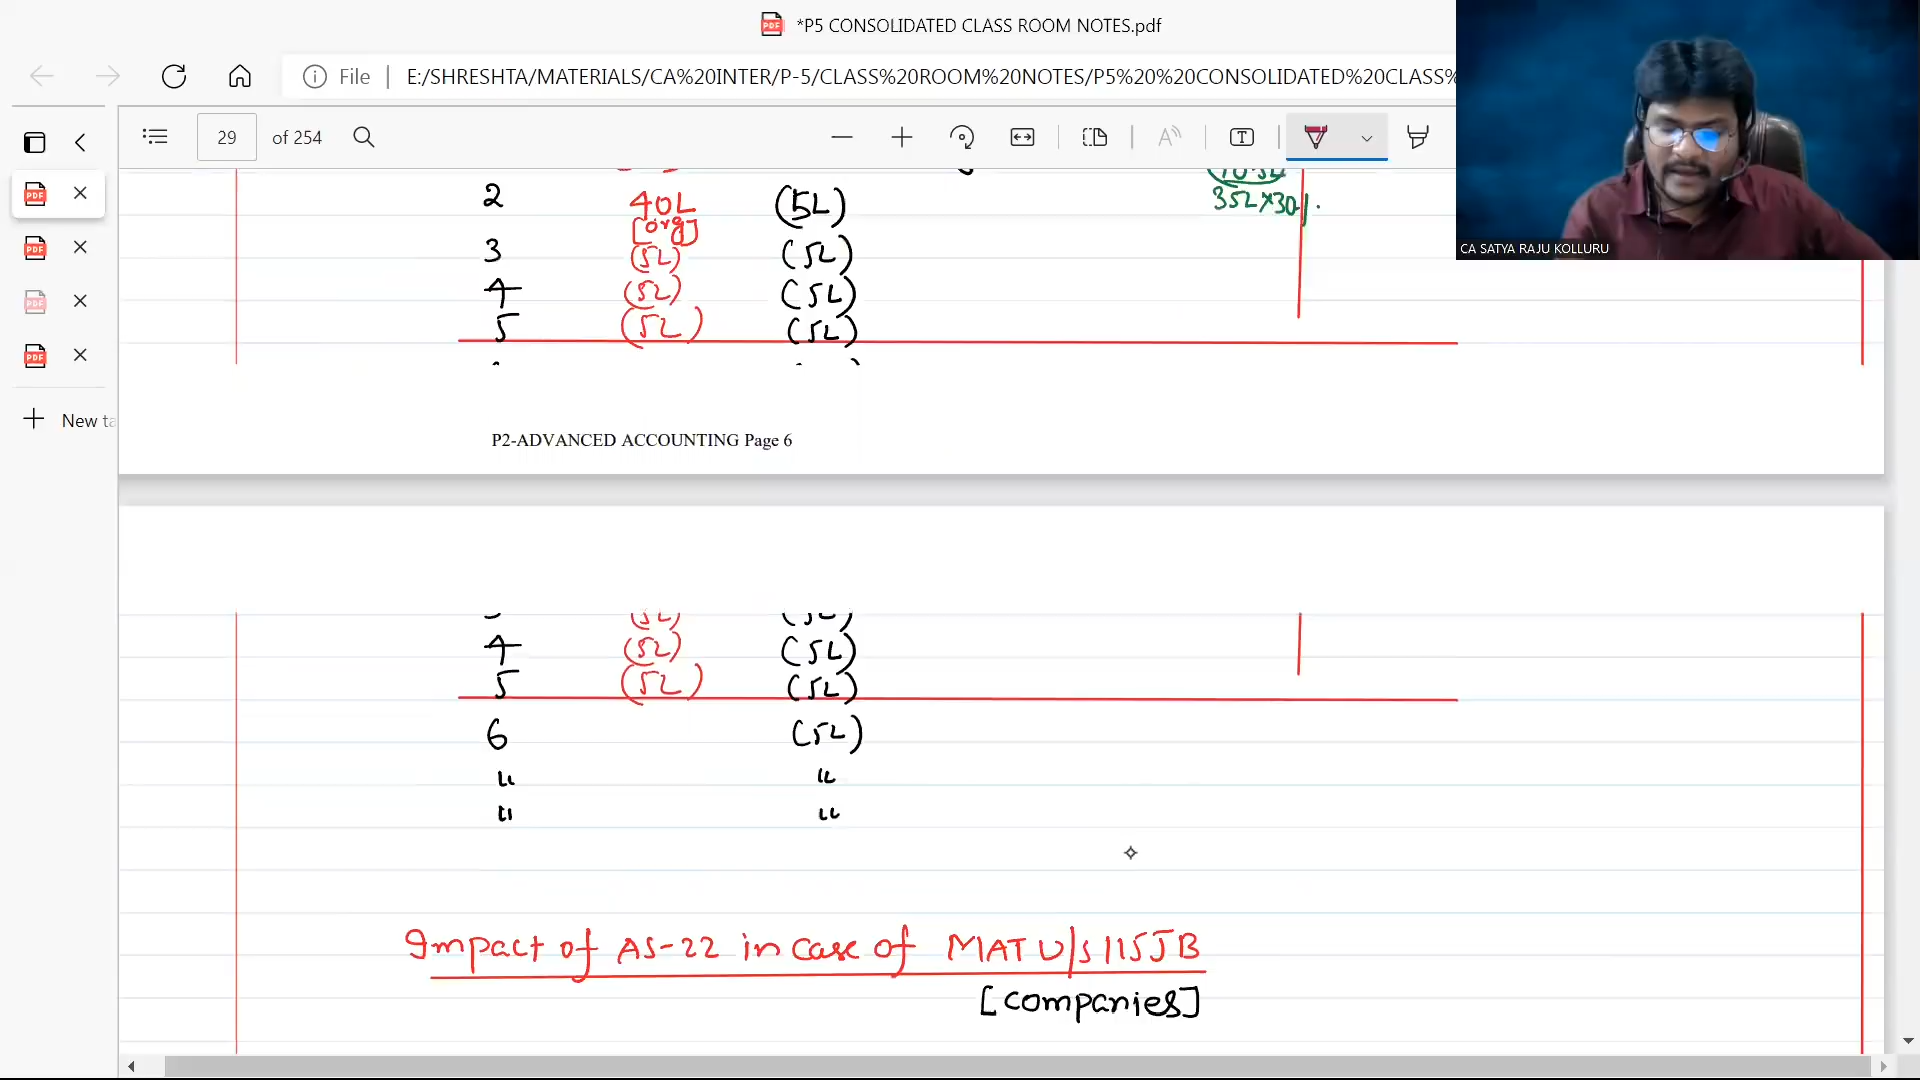 *P5 CONSOLIDATED CLASS ROOM NOTES.pdf
File | E:/SHRESHTA/MATERIALS/CA%20INTER/P-5/CLASS%20ROOM%20NOTES/P5%20%20CONSOLIDATED%20CLASS%
29 of 254
CA SATYA RAJU KOLLURU
New ta
2 40L (5L) 35L×30%.
[org]
3 (5L) (5L)
4 (5L) (5L)
5 (5L) (5L)
P2-ADVANCED ACCOUNTING Page 6
4 (5L) (5L)
5 (5L) (5L)
6 (5L)
" "
" "
Impact of AS-22 in case of MAT U/s 115JB
[companies]